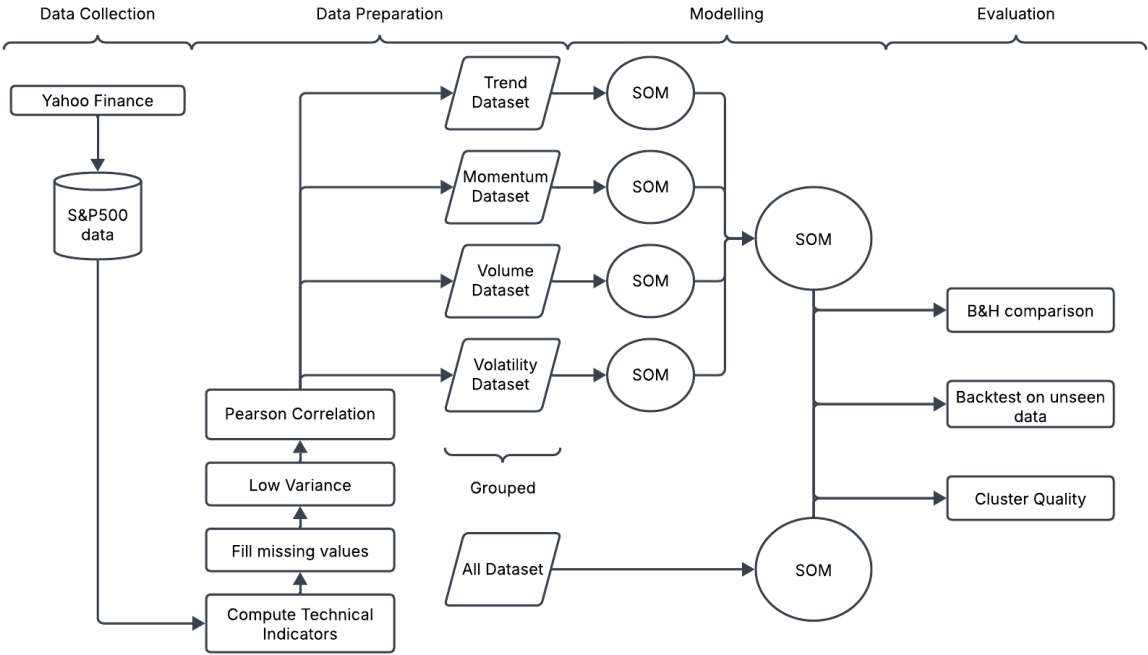 Data Collection
Data Preparation
Modelling
Evaluation
Yahoo Finance
S&P500
data
Trend
Dataset
SOM
Momentum
Dataset
SOM
Volume
Dataset
SOM
Volatility
Dataset
SOM
SOM
Pearson Correlation
Low Variance
Fill missing values
Compute Technical
Indicators
Grouped
All Dataset
SOM
B&H comparison
Backtest on unseen
data
Cluster Quality